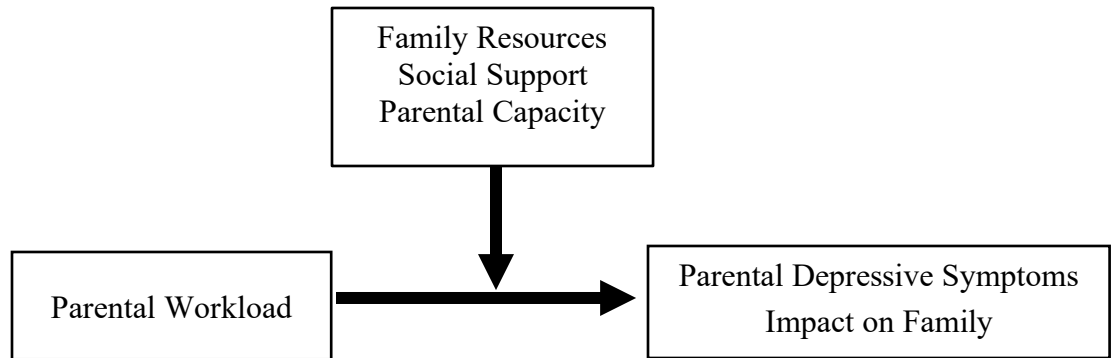 Family Resources
Social Support
Parental Capacity
Parental Workload
Parental Depressive Symptoms
Impact on Family